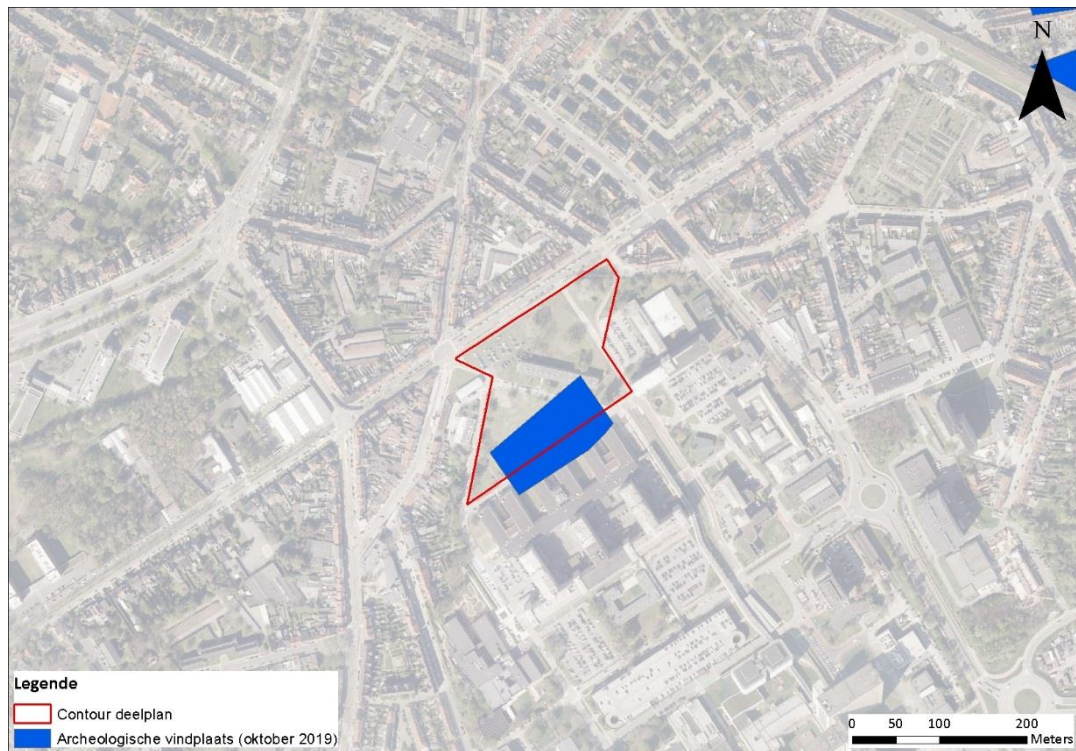 N
Legende
Contour deelplan
Archeologische vindplaats (oktober 2019)
0 50 100 200
Meters